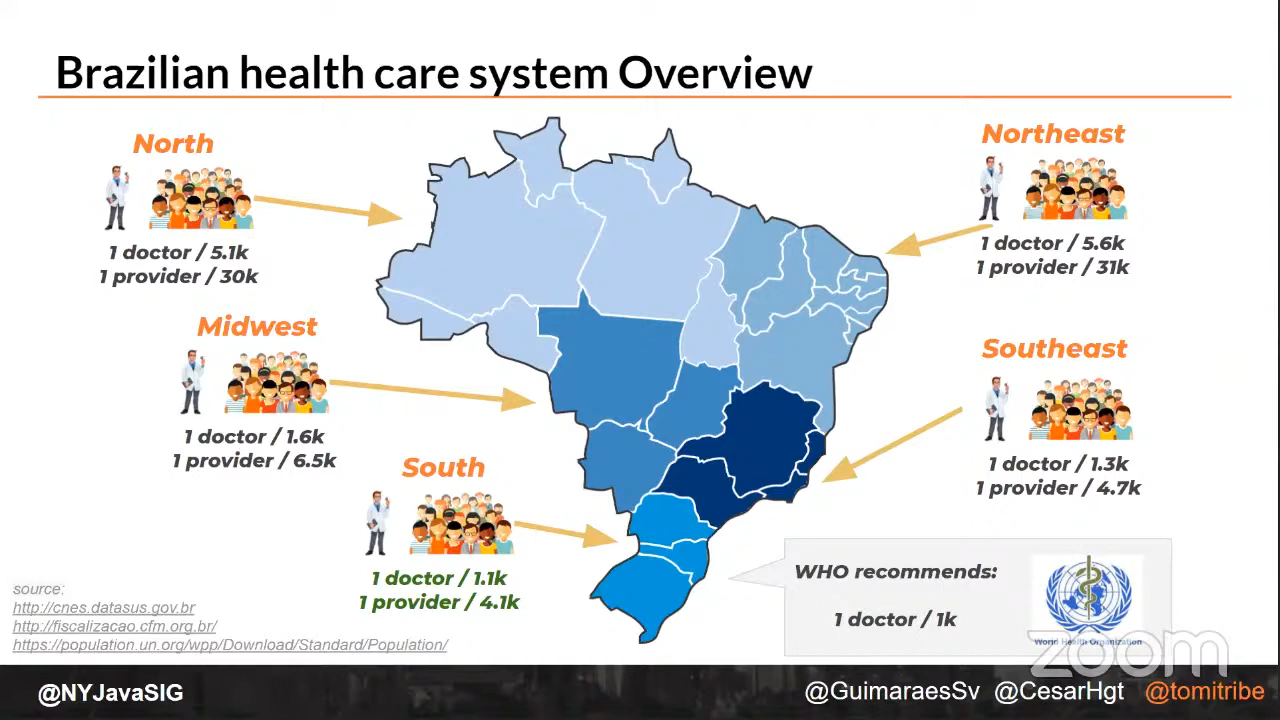 Brazilian health care system Overview
North
1 doctor / 5.1k
1 provider / 30k
Northeast
1 doctor / 5.6k
1 provider / 31k
Midwest
1 doctor / 1.6k
1 provider / 6.5k
Southeast
1 doctor / 1.3k
1 provider / 4.7k
South
1 doctor / 1.1k
1 provider / 4.1k
WHO recommends:
1 doctor / 1k
World Health Organization
zoom
source:
http://cnes.datasus.gov.br
http://fiscalizacao.cfm.org.br/
https://population.un.org/wpp/Download/Standard/Population/
@NYJavaSIG
@GuimaraesSv @CesarHgt @tomitribe